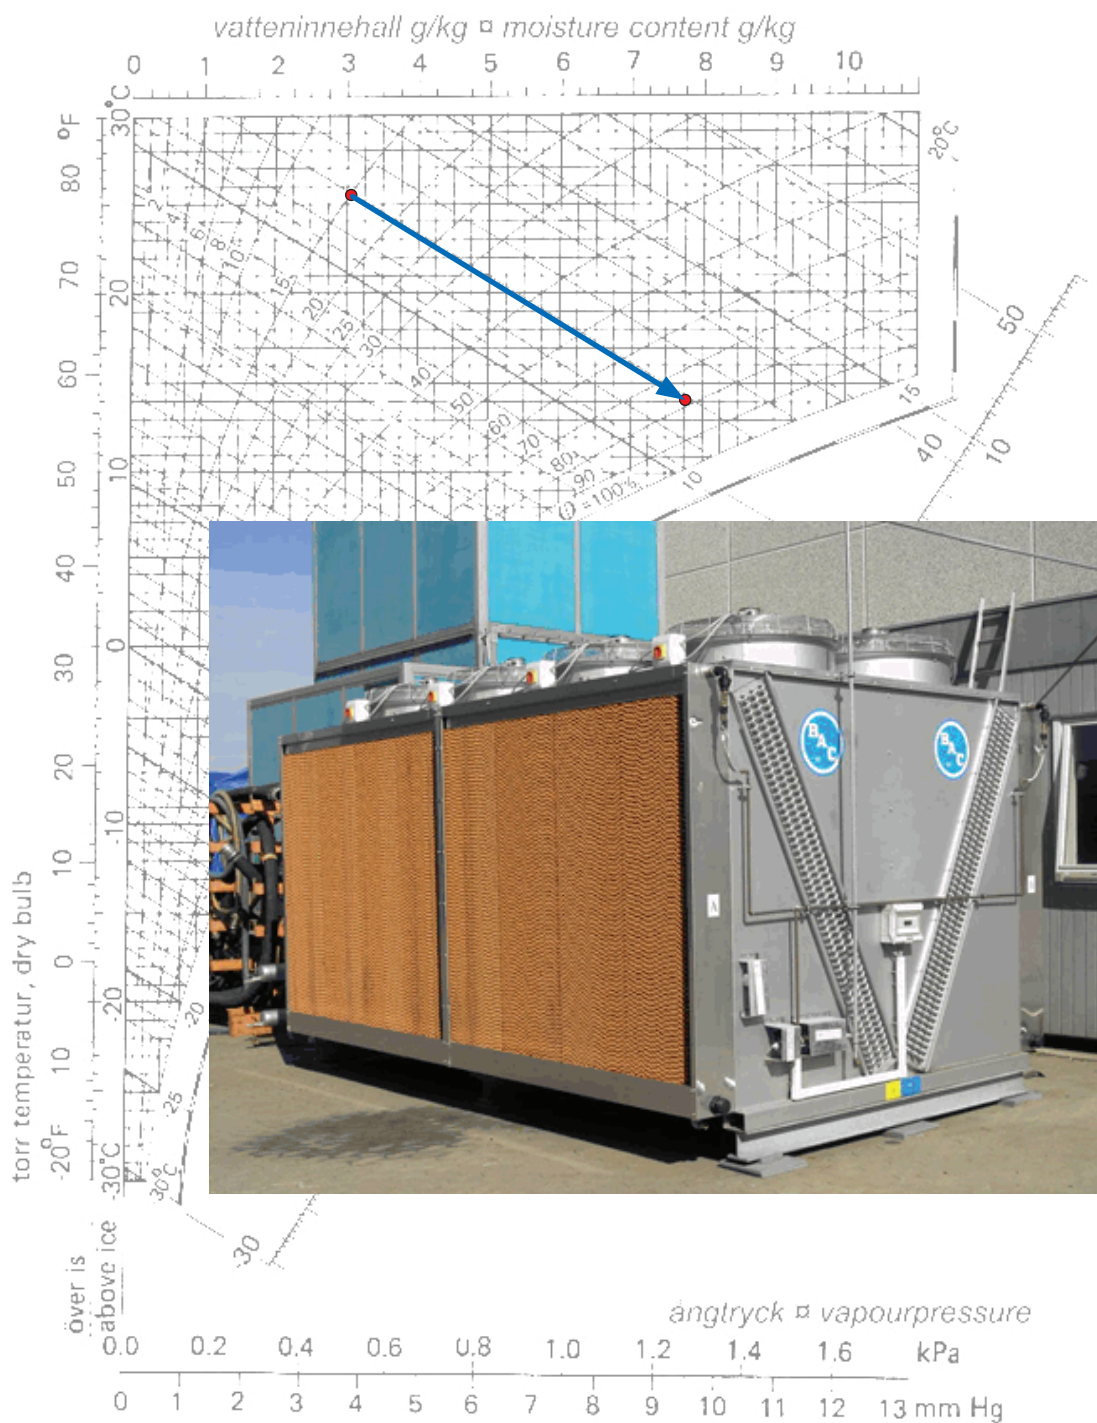 vatteninnehall g/kg ¤ moisture content g/kg
0 1 2 3 4 5 6 7 8 9 10
°F
30°C
20°C
80
2
4
6
8
10
15
20
25
30
40
50
60
70
80
90
φ=100%
70
20
60
50
10
10
15
50
40
10
40
0
30
20
-10
10
0
-20
20
25
10
-20°F
-30°C
30°C
-30
torr temperatur, dry bulb
över is
above ice
BAC
BAC
A
ångtryck ¤ vapourpressure
0.0 0.2 0.4 0.6 0.8 1.0 1.2 1.4 1.6 kPa
0 1 2 3 4 5 6 7 8 9 10 11 12 13 mm Hg